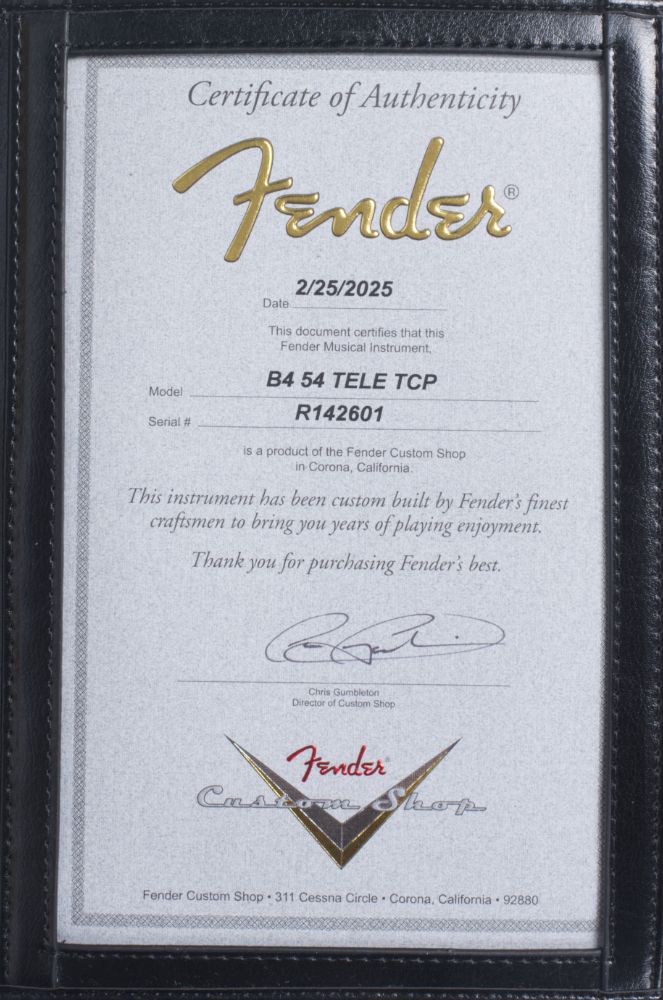 Certificate of Authenticity
Fender®
2/25/2025
Date
This document certifies that this
Fender Musical Instrument,
Model B4 54 TELE TCP
Serial # R142601
is a product of the Fender Custom Shop
in Corona, California.
This instrument has been custom built by Fender's finest
craftsmen to bring you years of playing enjoyment.
Thank you for purchasing Fender's best.
Chris Gumbleton
Director of Custom Shop
Fender
Custom Shop
Fender Custom Shop • 311 Cessna Circle • Corona, California • 92880